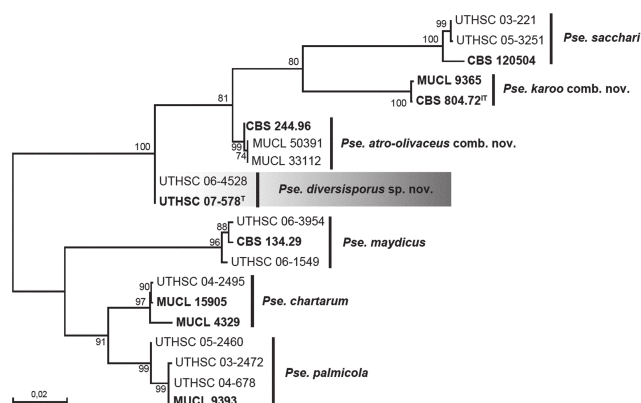 99 UTHSC 03-221
100 UTHSC 05-3251 Pse. sacchari
CBS 120504
80 MUCL 9365
Pse. karoo comb. nov.
100 CBS 804.72IT
81
CBS 244.96
100 99 MUCL 50391 Pse. atro-olivaceus comb. nov.
74 MUCL 33112
UTHSC 06-4528
Pse. diversisporus sp. nov.
UTHSC 07-578T
88 UTHSC 06-3954
96 CBS 134.29 Pse. maydicus
UTHSC 06-1549
90 UTHSC 04-2495
97 MUCL 15905 Pse. chartarum
MUCL 4329
91 UTHSC 05-2460
99 UTHSC 03-2472
Pse. palmicola
99 UTHSC 04-678
MUCL 9393
0,02